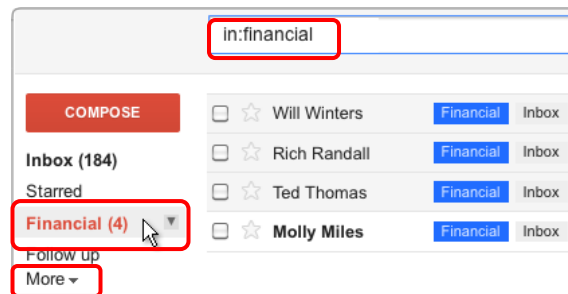 in:financial
COMPOSE
Inbox (184)
Starred
Financial (4)
Follow up
More
Will Winters Financial Inbox
Rich Randall Financial Inbox
Ted Thomas Financial Inbox
Molly Miles Financial Inbox